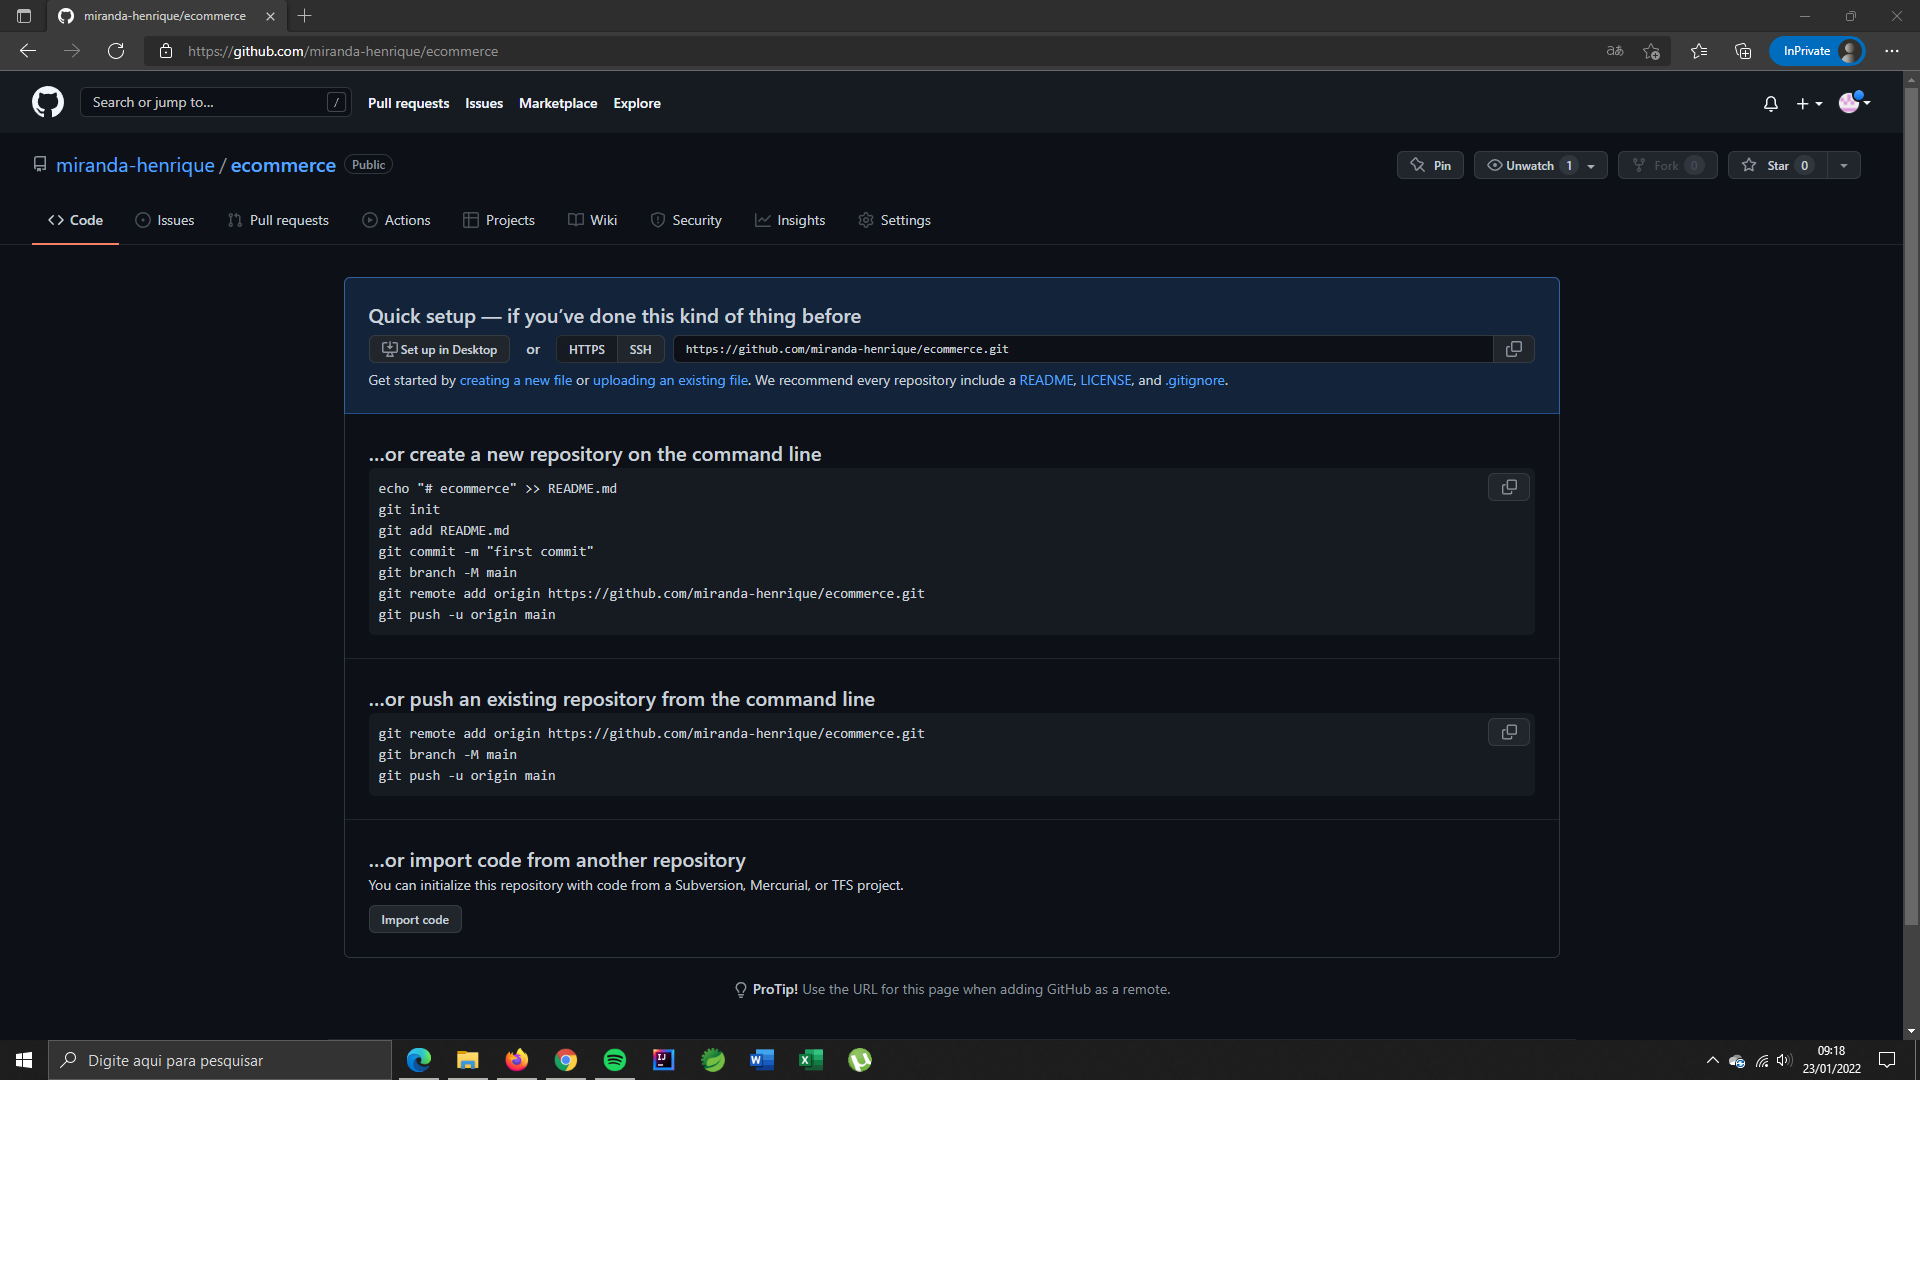 miranda-henrique/ecommerce
https://github.com/miranda-henrique/ecommerce
InPrivate
Search or jump to...
/
Pull requests
Issues
Marketplace
Explore
miranda-henrique / ecommerce
Public
Pin
Unwatch 1
Fork 0
Star 0
Code
Issues
Pull requests
Actions
Projects
Wiki
Security
Insights
Settings
Quick setup — if you’ve done this kind of thing before
Set up in Desktop
or
HTTPS
SSH
https://github.com/miranda-henrique/ecommerce.git
Get started by creating a new file or uploading an existing file. We recommend every repository include a README, LICENSE, and .gitignore.
…or create a new repository on the command line
echo "# ecommerce" >> README.md
git init
git add README.md
git commit -m "first commit"
git branch -M main
git remote add origin https://github.com/miranda-henrique/ecommerce.git
git push -u origin main
…or push an existing repository from the command line
git remote add origin https://github.com/miranda-henrique/ecommerce.git
git branch -M main
git push -u origin main
…or import code from another repository
You can initialize this repository with code from a Subversion, Mercurial, or TFS project.
Import code
ProTip! Use the URL for this page when adding GitHub as a remote.
Digite aqui para pesquisar
09:18
23/01/2022